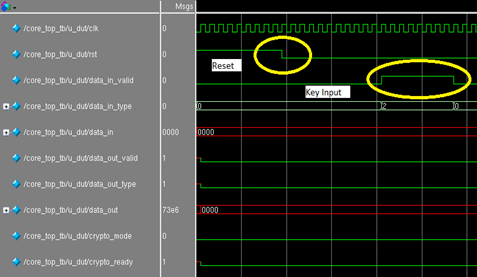 Msgs
/core_top_tb/u_dut/clk 0
/core_top_tb/u_dut/rst 0
Reset
/core_top_tb/u_dut/data_in_valid 0
Key Input
/core_top_tb/u_dut/data_in_type 0 0 2 0
/core_top_tb/u_dut/data_in 0000 0000
/core_top_tb/u_dut/data_out_valid 1
/core_top_tb/u_dut/data_out_type 1
/core_top_tb/u_dut/data_out 73e6 0000
/core_top_tb/u_dut/crypto_mode 0
/core_top_tb/u_dut/crypto_ready 1